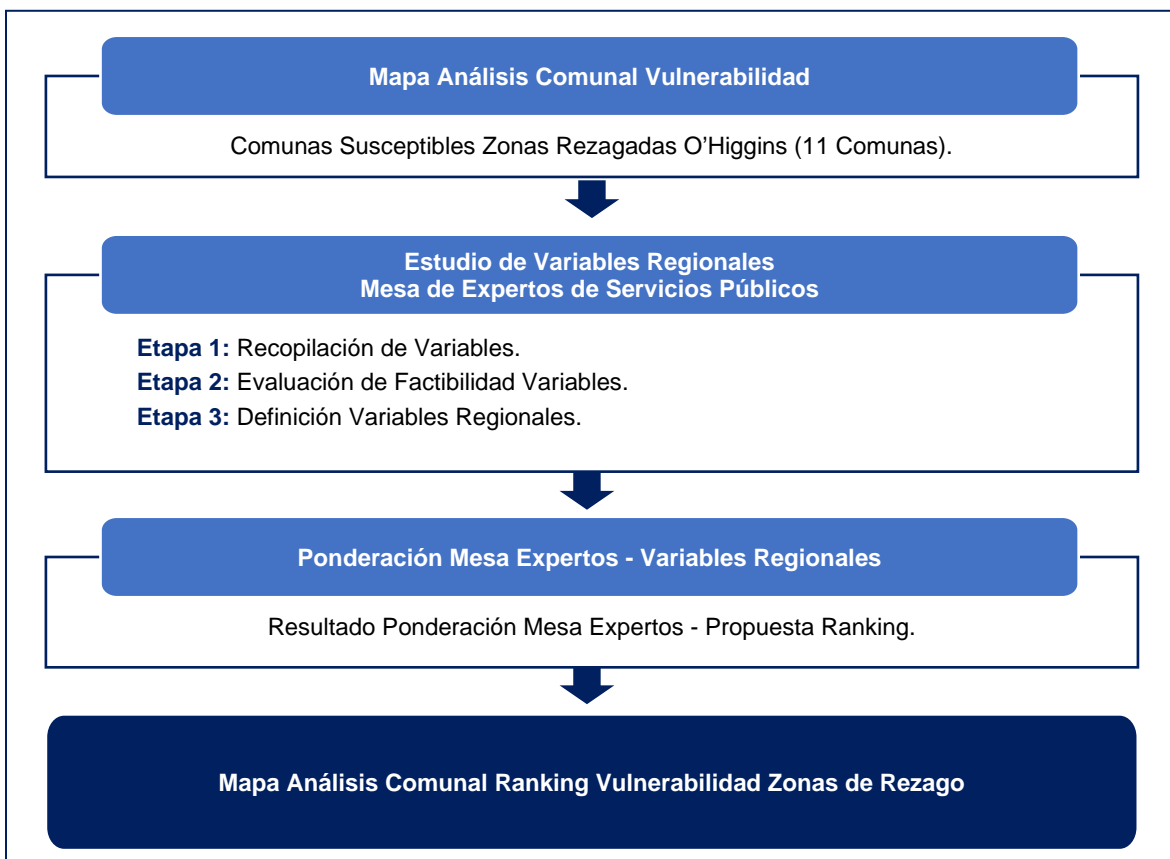 Mapa Análisis Comunal Vulnerabilidad
Comunas Susceptibles Zonas Rezagadas O’Higgins (11 Comunas).
Estudio de Variables Regionales
Mesa de Expertos de Servicios Públicos
Etapa 1: Recopilación de Variables.
Etapa 2: Evaluación de Factibilidad Variables.
Etapa 3: Definición Variables Regionales.
Ponderación Mesa Expertos - Variables Regionales
Resultado Ponderación Mesa Expertos - Propuesta Ranking.
Mapa Análisis Comunal Ranking Vulnerabilidad Zonas de Rezago